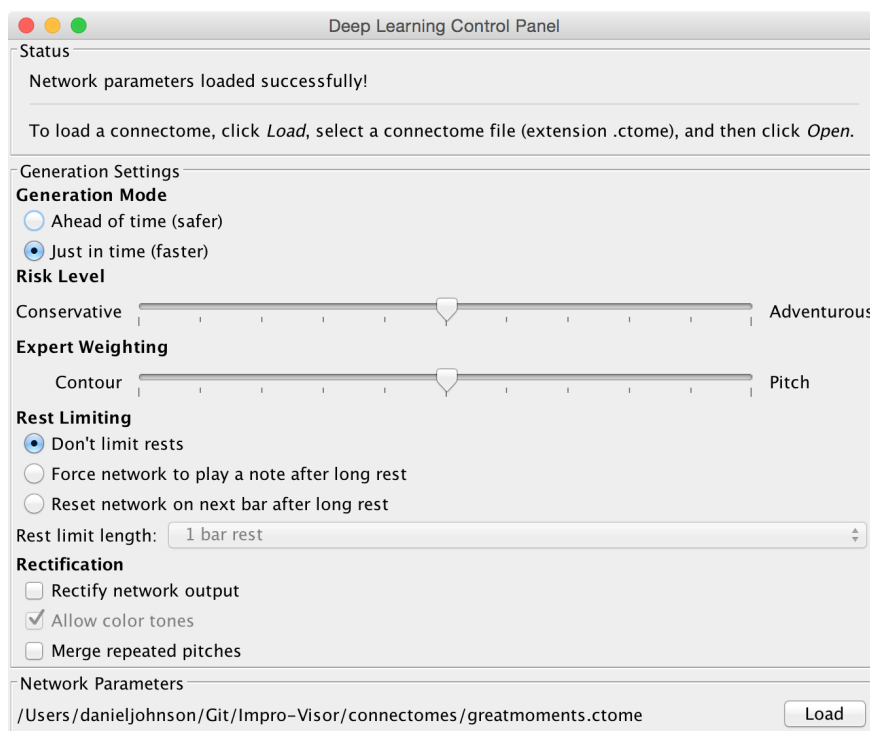 Deep Learning Control Panel
Status
Network parameters loaded successfully!
To load a connectome, click Load, select a connectome file (extension .ctome), and then click Open.
Generation Settings
Generation Mode
Ahead of time (safer)
Just in time (faster)
Risk Level
Conservative Adventurous
Expert Weighting
Contour Pitch
Rest Limiting
Don't limit rests
Force network to play a note after long rest
Reset network on next bar after long rest
Rest limit length: 1 bar rest
Rectification
Rectify network output
Allow color tones
Merge repeated pitches
Network Parameters
/Users/danieljohnson/Git/Impro-Visor/connectomes/greatmoments.ctome Load